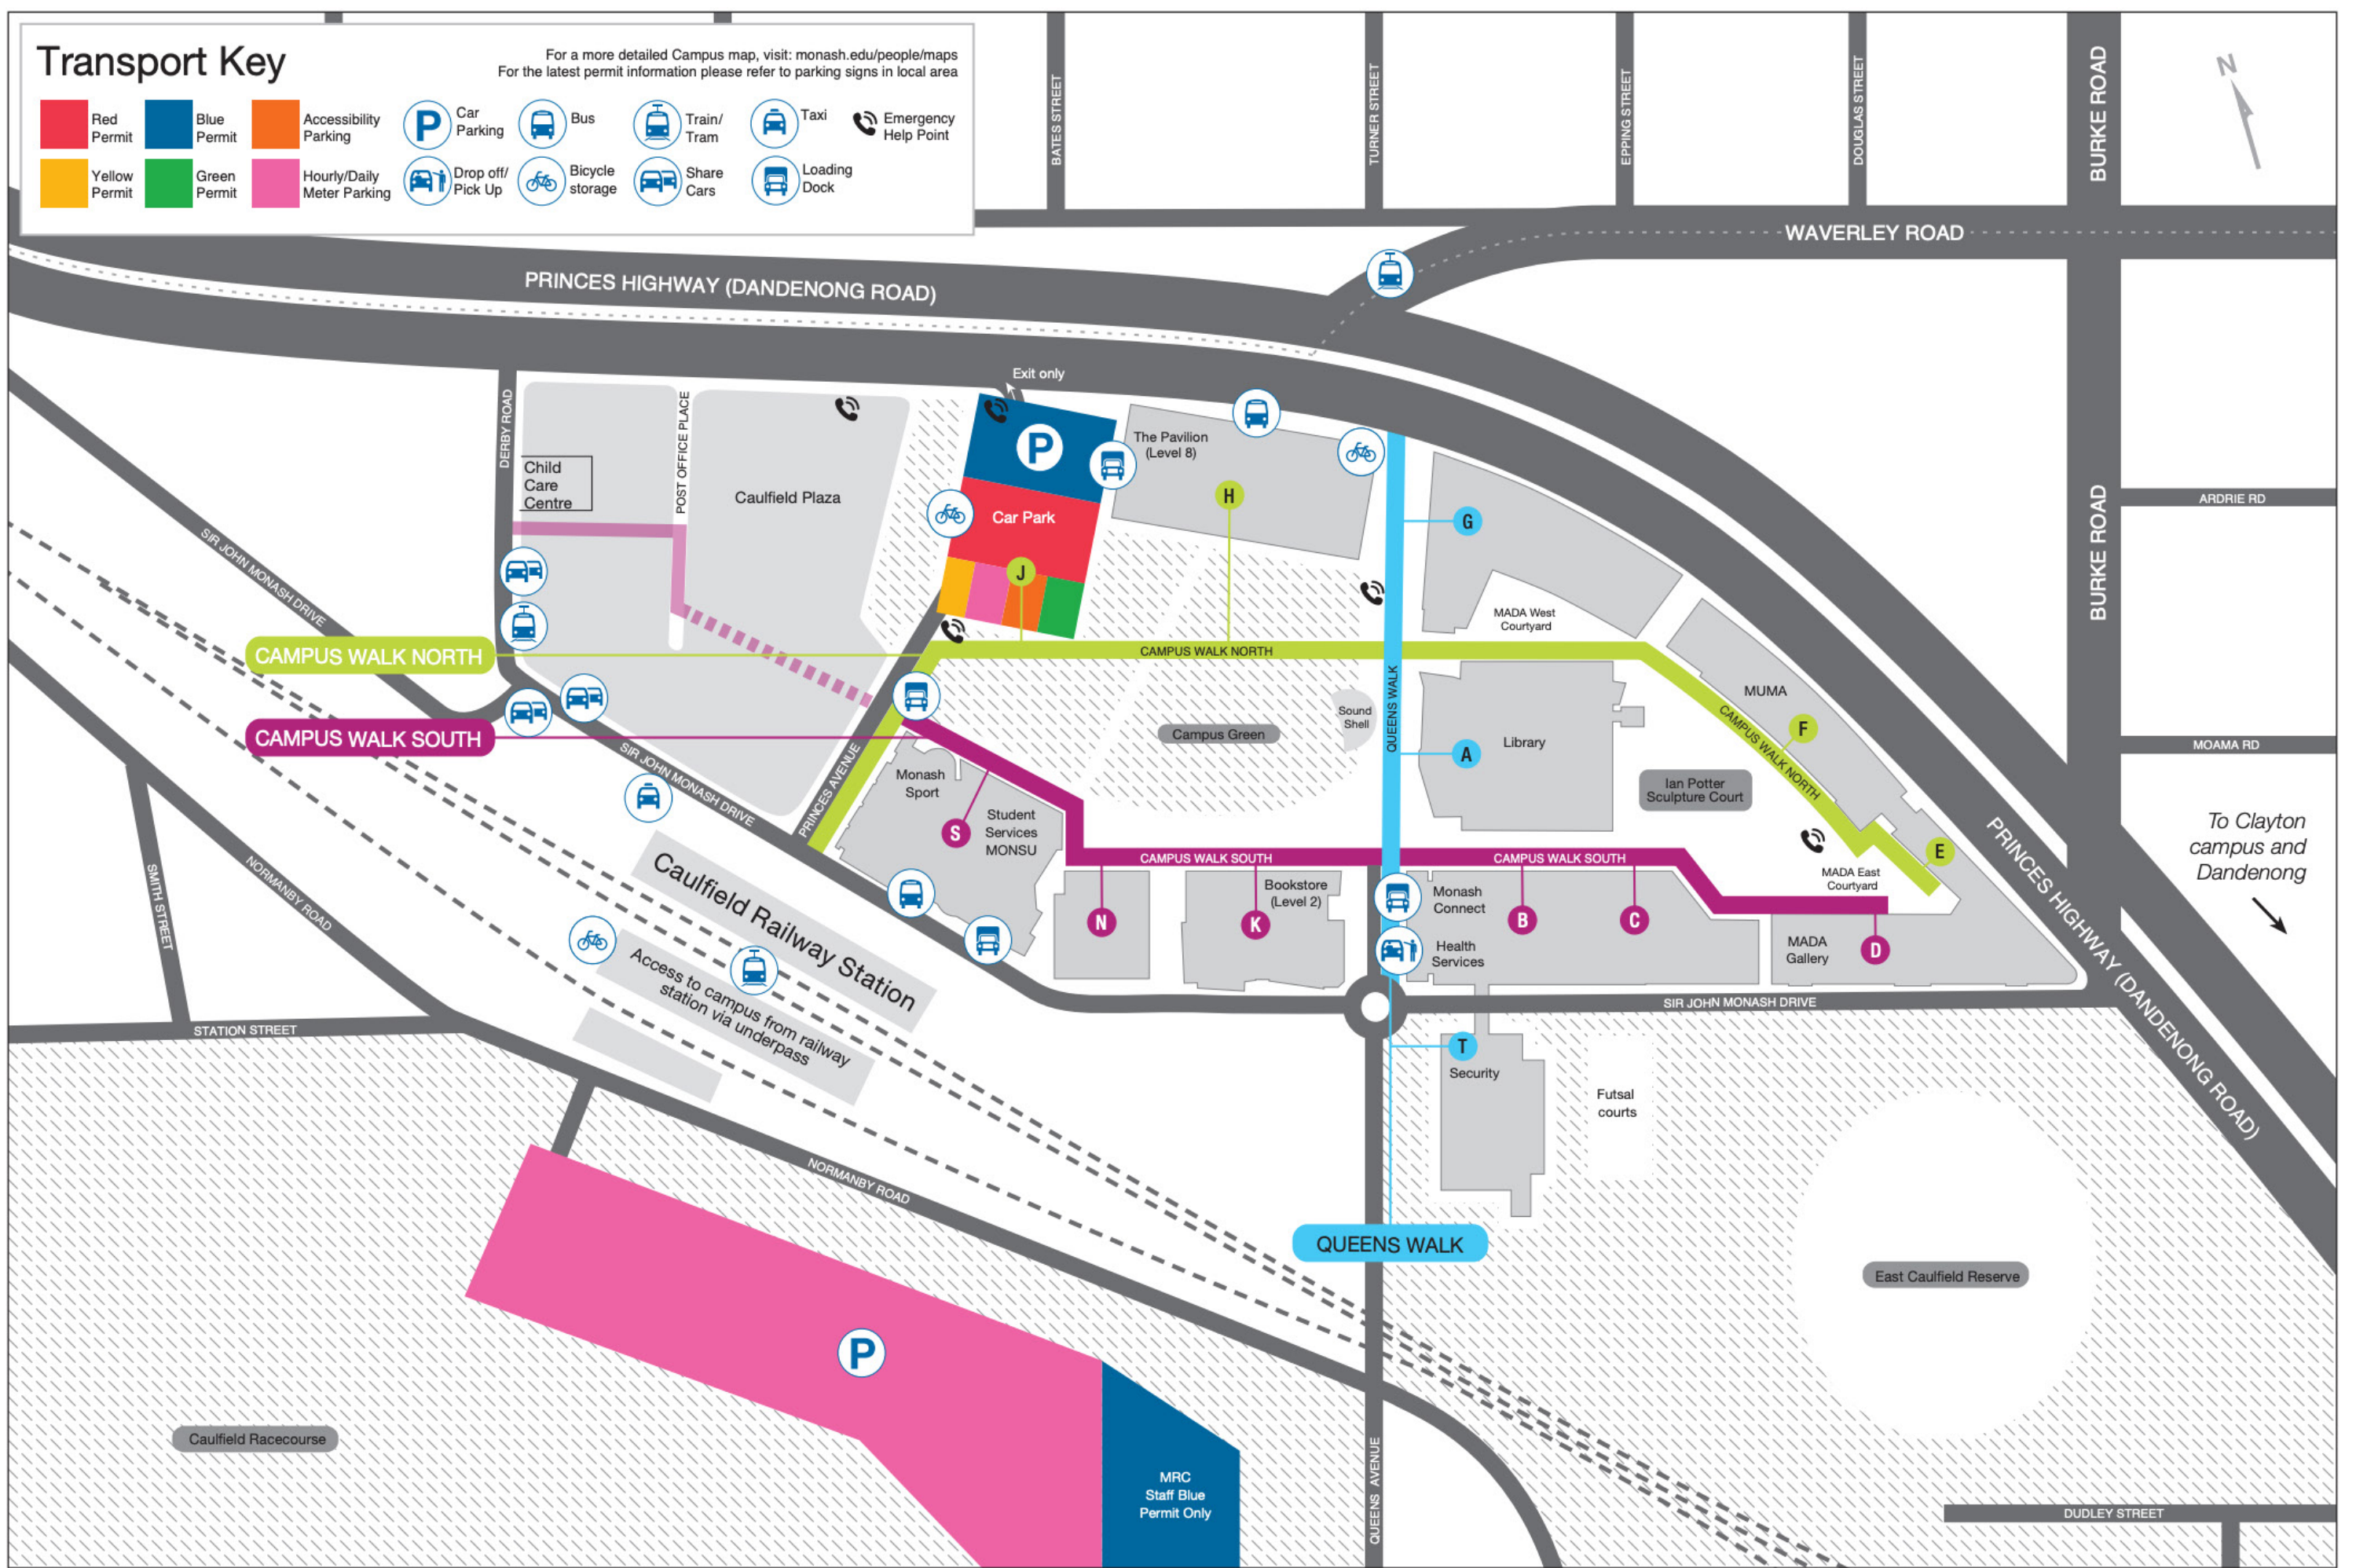 Transport Key
For a more detailed Campus map, visit: monash.edu/people/maps
For the latest permit information please refer to parking signs in local area
Red
Permit
Blue
Permit
Accessibility
Parking
P
Car
Parking
Bus
Train/
Tram
Taxi
Emergency
Help Point
Yellow
Permit
Green
Permit
Hourly/Daily
Meter Parking
Drop off/
Pick Up
Bicycle
storage
Share
Cars
Loading
Dock
BATES STREET
TURNER STREET
EPPING STREET
DOUGLAS STREET
BURKE ROAD
N
WAVERLEY ROAD
PRINCES HIGHWAY (DANDENONG ROAD)
Exit only
DERBY ROAD
POST OFFICE PLACE
Child
Care
Centre
Caulfield Plaza
P
Car Park
J
The Pavilion
(Level 8)
H
G
MADA West
Courtyard
BURKE ROAD
ARDRIE RD
SIR JOHN MONASH DRIVE
CAMPUS WALK NORTH
CAMPUS WALK NORTH
QUEENS WALK
CAMPUS WALK SOUTH
Campus Green
Sound
Shell
A
Library
MUMA
F
CAMPUS WALK NORTH
Ian Potter
Sculpture Court
MOAMA RD
SIR JOHN MONASH DRIVE
PRINCES AVENUE
Monash
Sport
S
Student
Services
MONSU
CAMPUS WALK SOUTH
CAMPUS WALK SOUTH
MADA East
Courtyard
E
PRINCES HIGHWAY (DANDENONG ROAD)
To Clayton
campus and
Dandenong
SMITH STREET
NORMANBY ROAD
Caulfield Railway Station
Access to campus from railway
station via underpass
N
K
Bookstore
(Level 2)
Monash
Connect
Health
Services
B
C
MADA
Gallery
D
STATION STREET
SIR JOHN MONASH DRIVE
T
Security
Futsal
courts
NORMANBY ROAD
QUEENS WALK
East Caulfield Reserve
P
Caulfield Racecourse
MRC
Staff Blue
Permit Only
QUEENS AVENUE
DUDLEY STREET